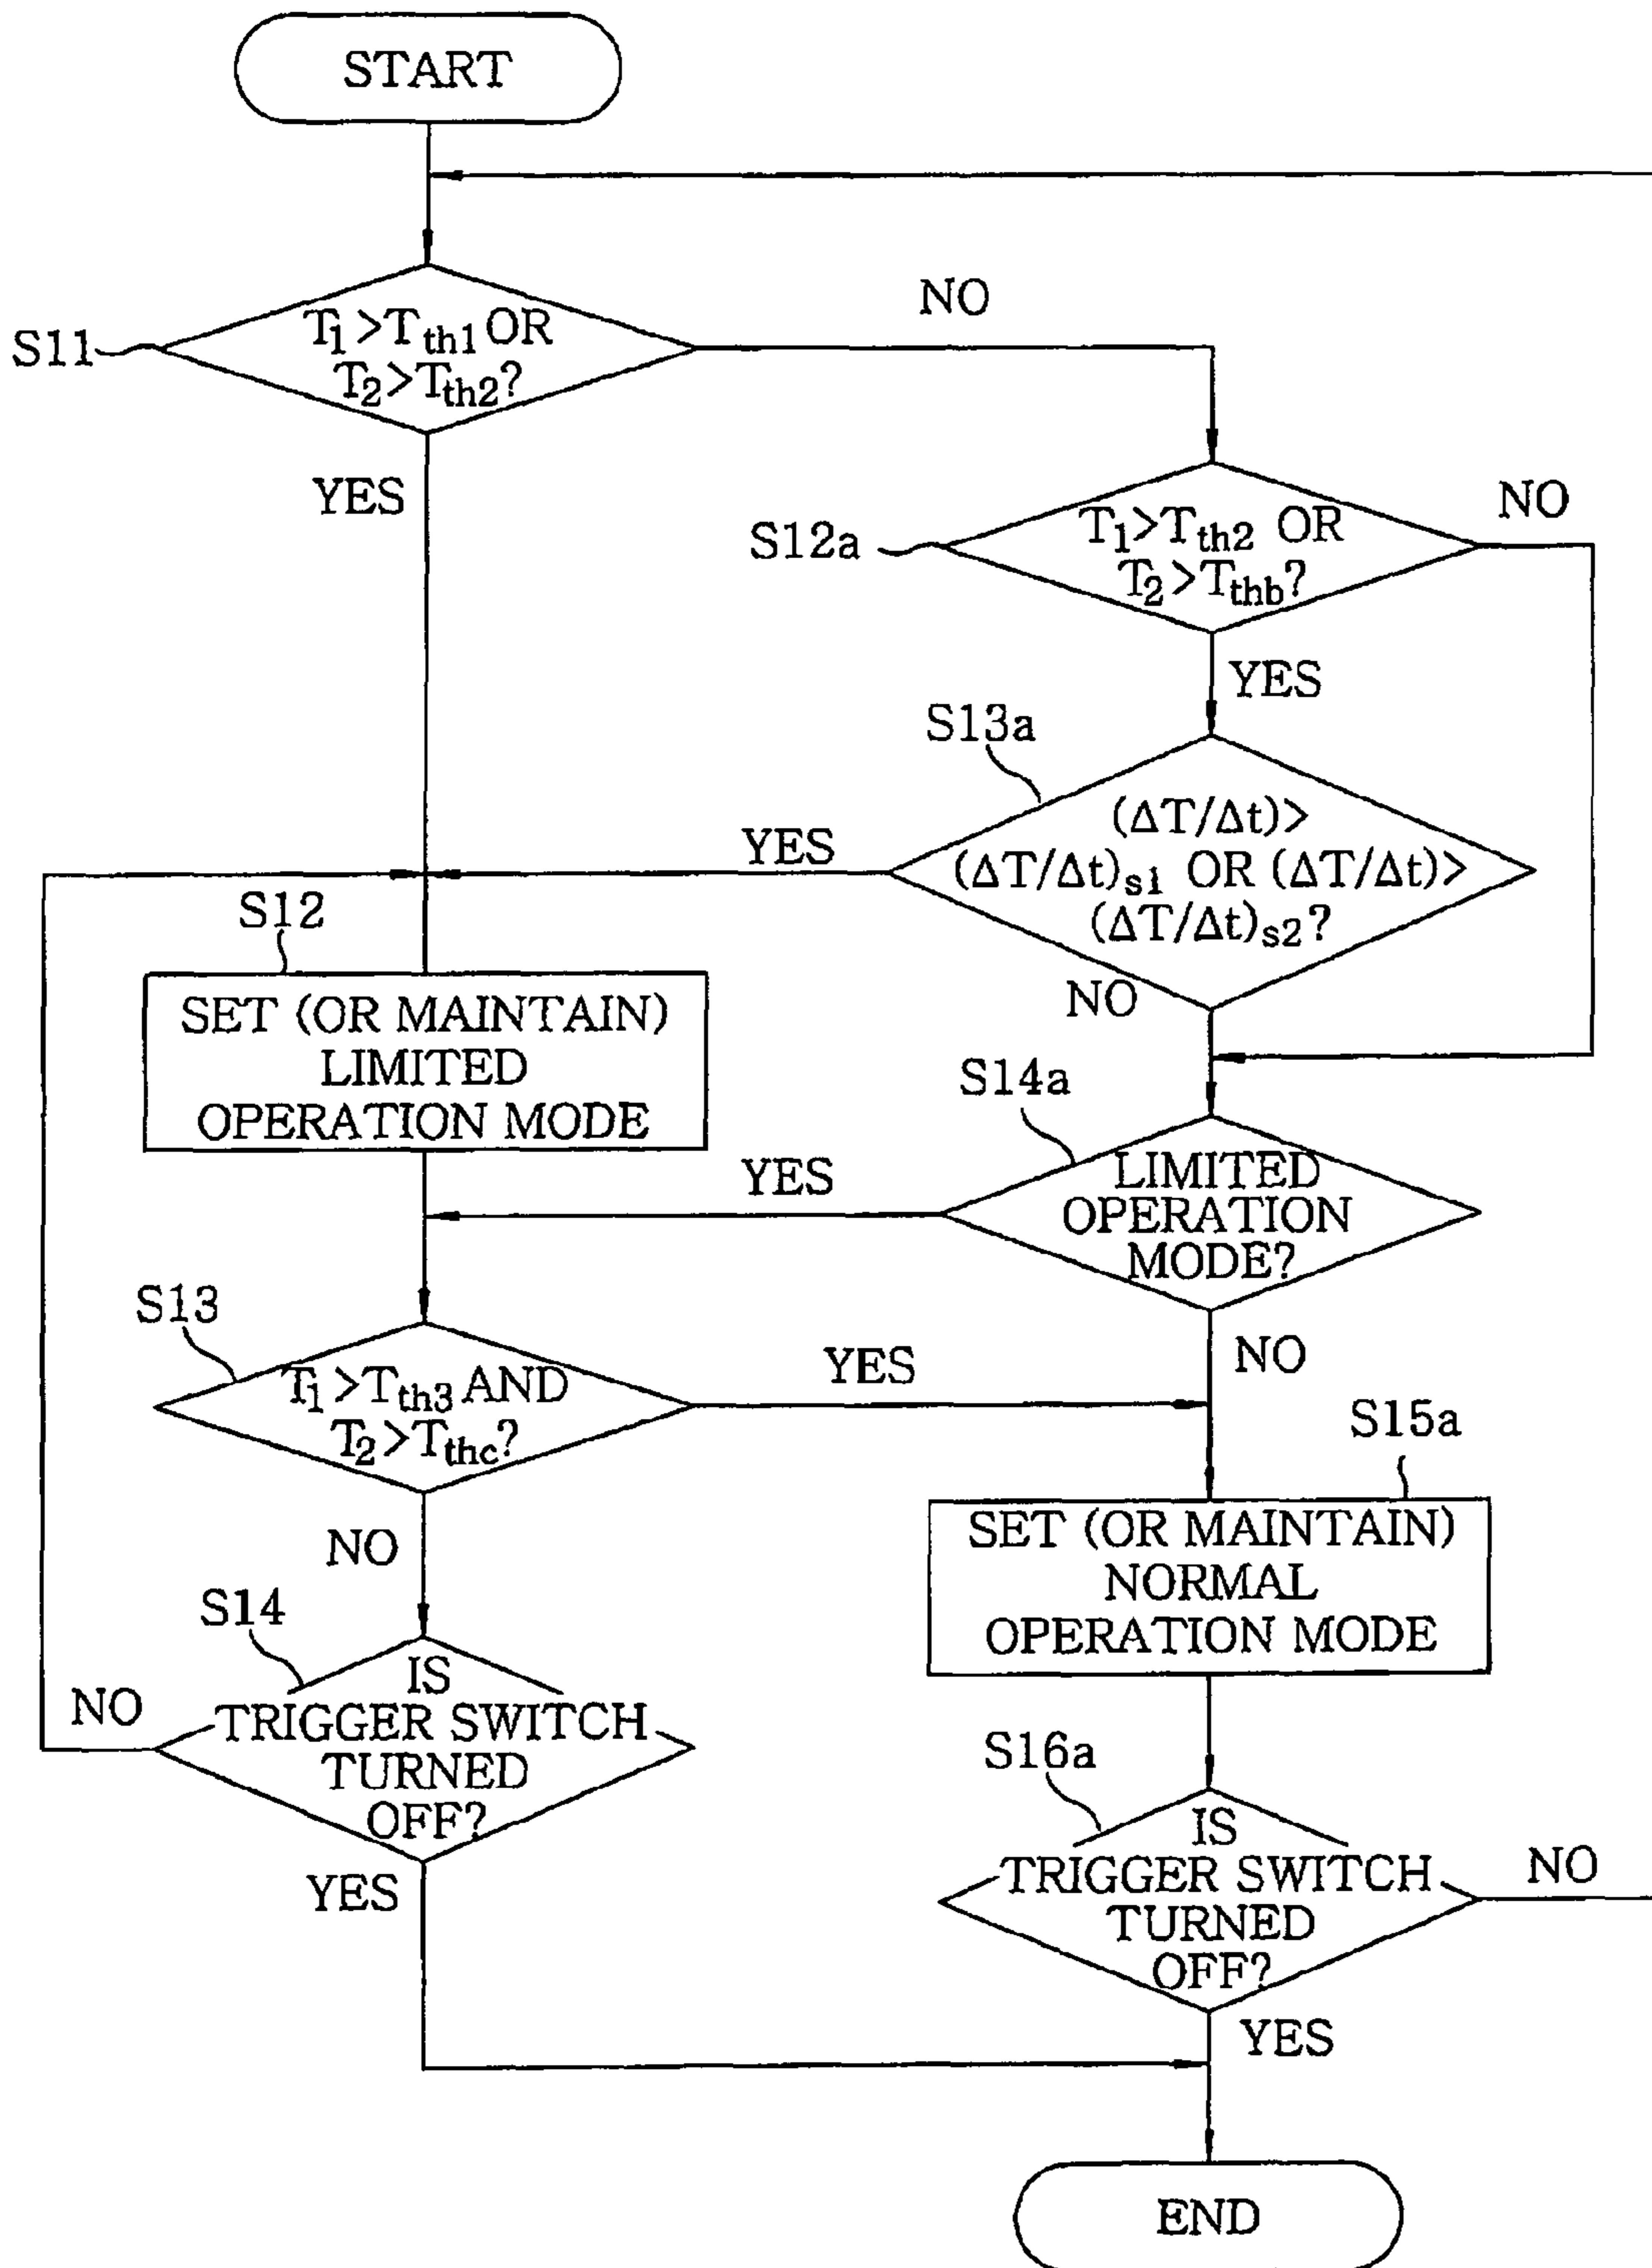 START
S11
T1>Tth1 OR
T2>Tth2?
NO
YES
S12a
T1>Tth2 OR
T2>Tthb?
NO
YES
S13a
(ΔT/Δt)>
(ΔT/Δt)s1 OR (ΔT/Δt)>
(ΔT/Δt)s2?
YES
NO
S12
SET (OR MAINTAIN)
LIMITED
OPERATION MODE
S14a
LIMITED
OPERATION
MODE?
YES
NO
S13
T1>Tth3 AND
T2>Tthc?
YES
NO
S15a
SET (OR MAINTAIN)
NORMAL
OPERATION MODE
S14
IS
TRIGGER SWITCH
TURNED
OFF?
NO
YES
S16a
IS
TRIGGER SWITCH
TURNED
OFF?
NO
YES
END